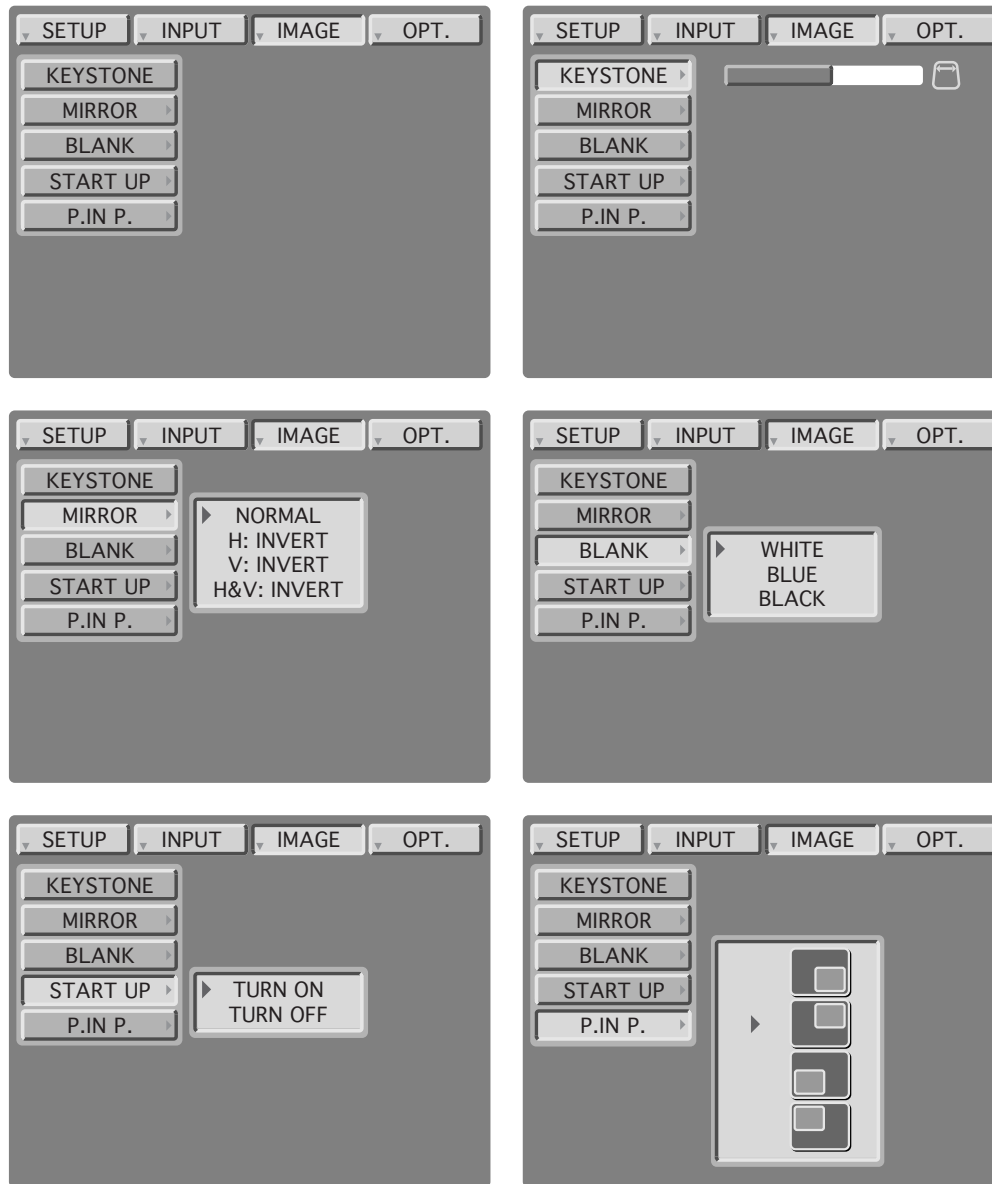 SETUP INPUT IMAGE OPT.
KEYSTONE
MIRROR
BLANK
START UP
P.IN P.
SETUP INPUT IMAGE OPT.
KEYSTONE
MIRROR
BLANK
START UP
P.IN P.
SETUP INPUT IMAGE OPT.
KEYSTONE
MIRROR
BLANK
START UP
P.IN P.
NORMAL
H: INVERT
V: INVERT
H&V: INVERT
SETUP INPUT IMAGE OPT.
KEYSTONE
MIRROR
BLANK
START UP
P.IN P.
WHITE
BLUE
BLACK
SETUP INPUT IMAGE OPT.
KEYSTONE
MIRROR
BLANK
START UP
P.IN P.
TURN ON
TURN OFF
SETUP INPUT IMAGE OPT.
KEYSTONE
MIRROR
BLANK
START UP
P.IN P.